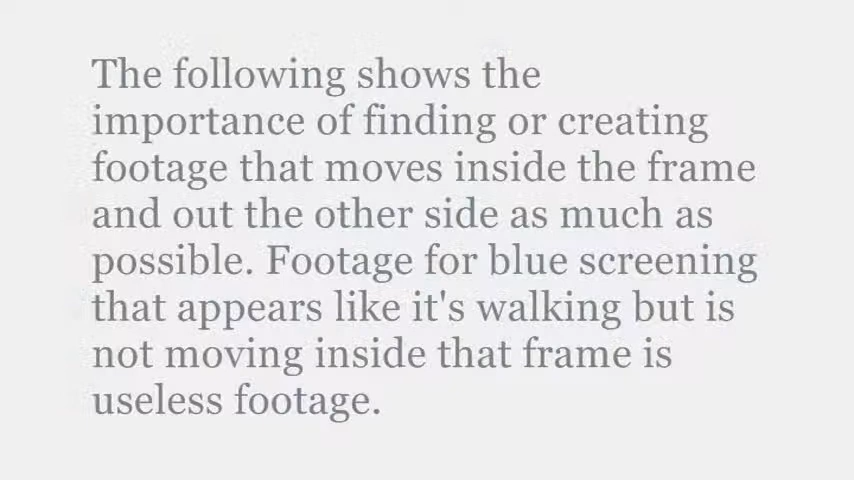 The following shows the
importance of finding or creating
footage that moves inside the frame
and out the other side as much as
possible. Footage for blue screening
that appears like it's walking but is
not moving inside that frame is
useless footage.